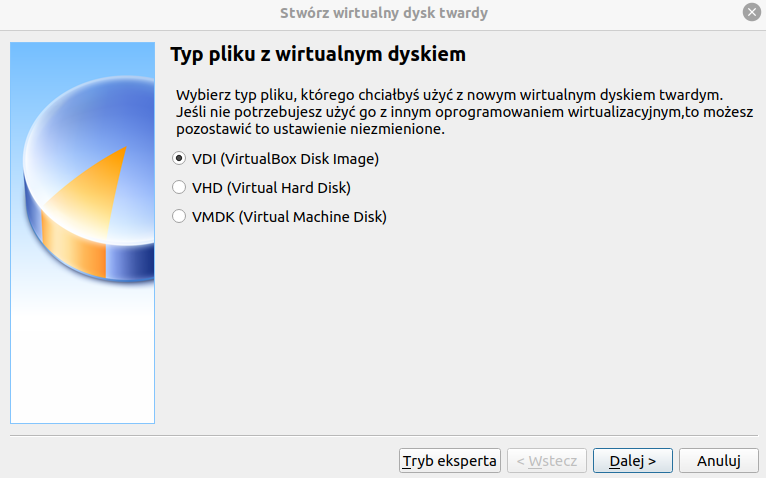 Stwórz wirtualny dysk twardy
Typ pliku z wirtualnym dyskiem
Wybierz typ pliku, którego chciałbyś użyć z nowym wirtualnym dyskiem twardym.
Jeśli nie potrzebujesz użyć go z innym oprogramowaniem wirtualizacyjnym,to możesz
pozostawić to ustawienie niezmienione.
VDI (VirtualBox Disk Image)
VHD (Virtual Hard Disk)
VMDK (Virtual Machine Disk)
Tryb eksperta < Wstecz Dalej > Anuluj